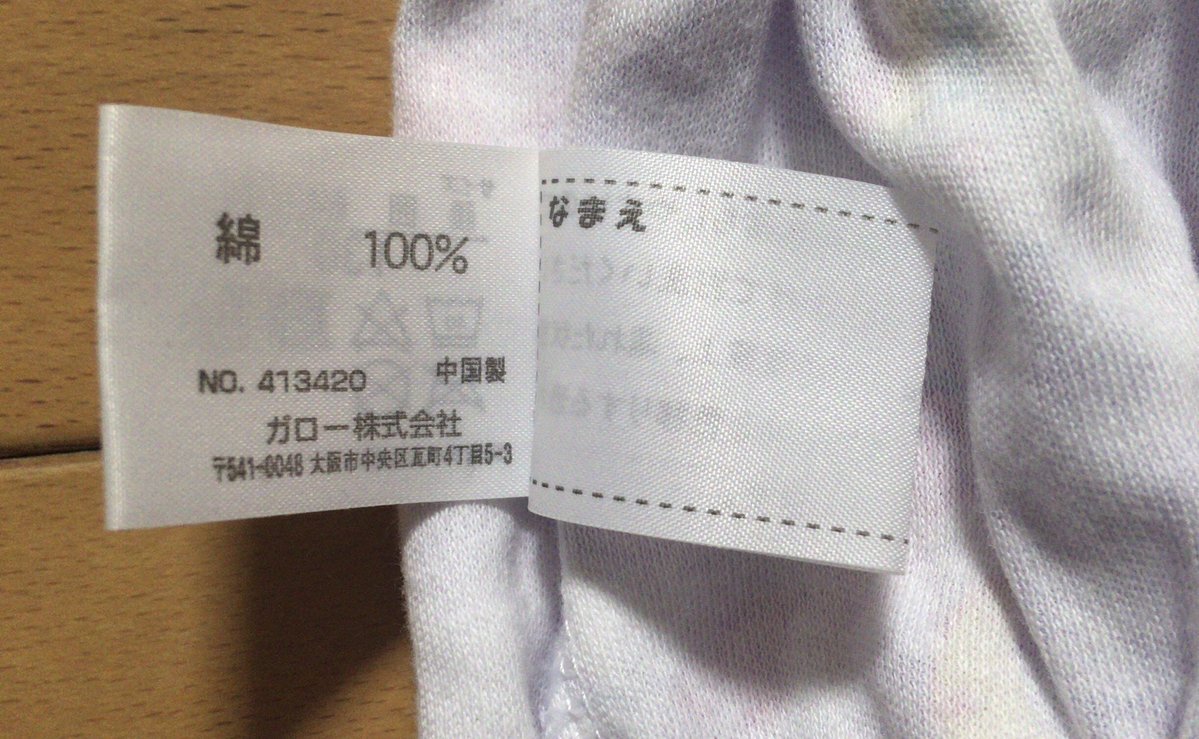 綿 100%
NO. 413420 中国製
ガロー株式会社
〒541-0048 大阪市中央区瓦町4丁目5-3
なまえ